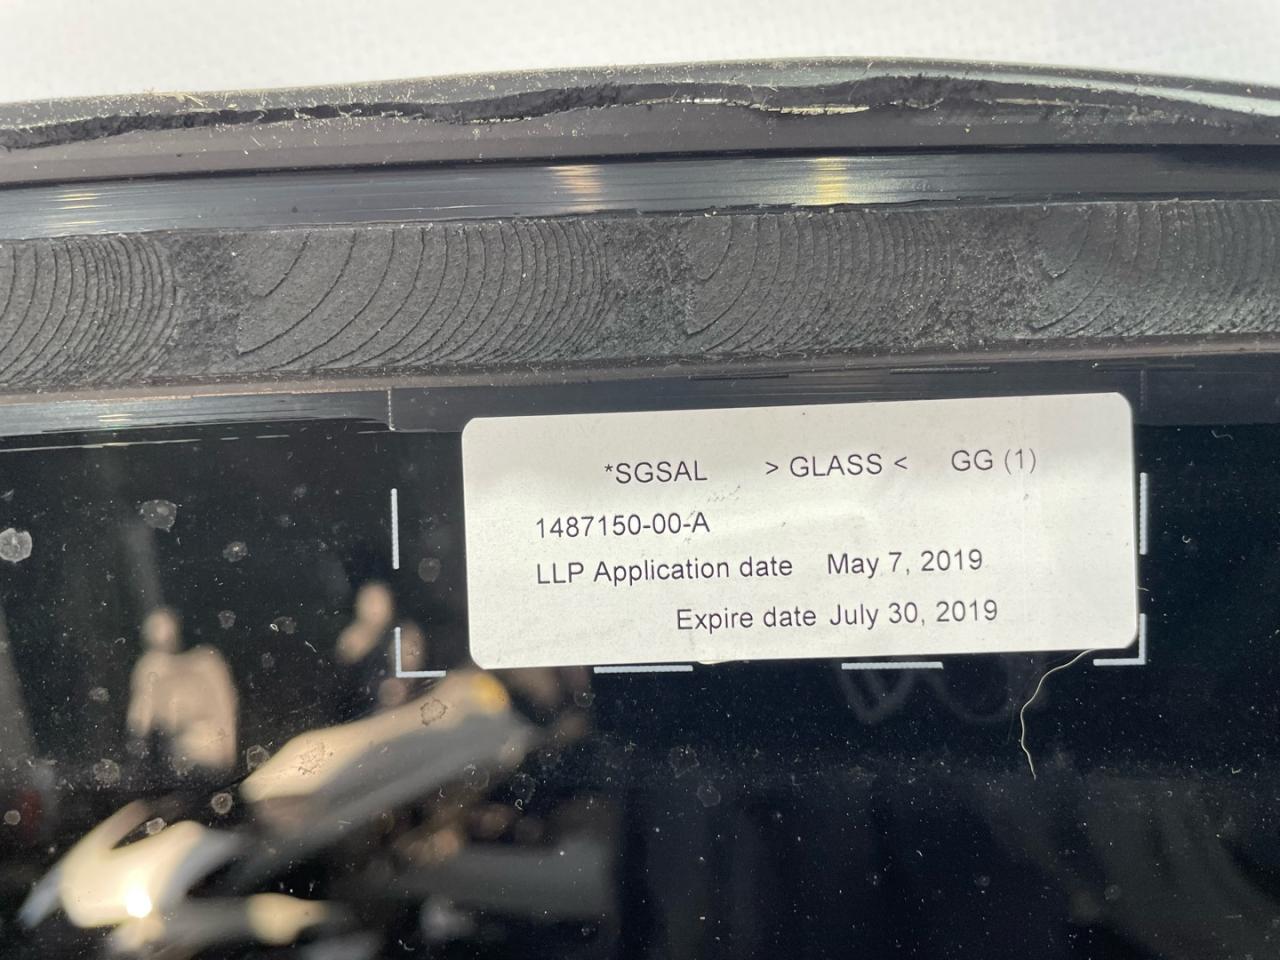 *SGSAL > GLASS < GG (1)
1487150-00-A
LLP Application date May 7, 2019
Expire date July 30, 2019